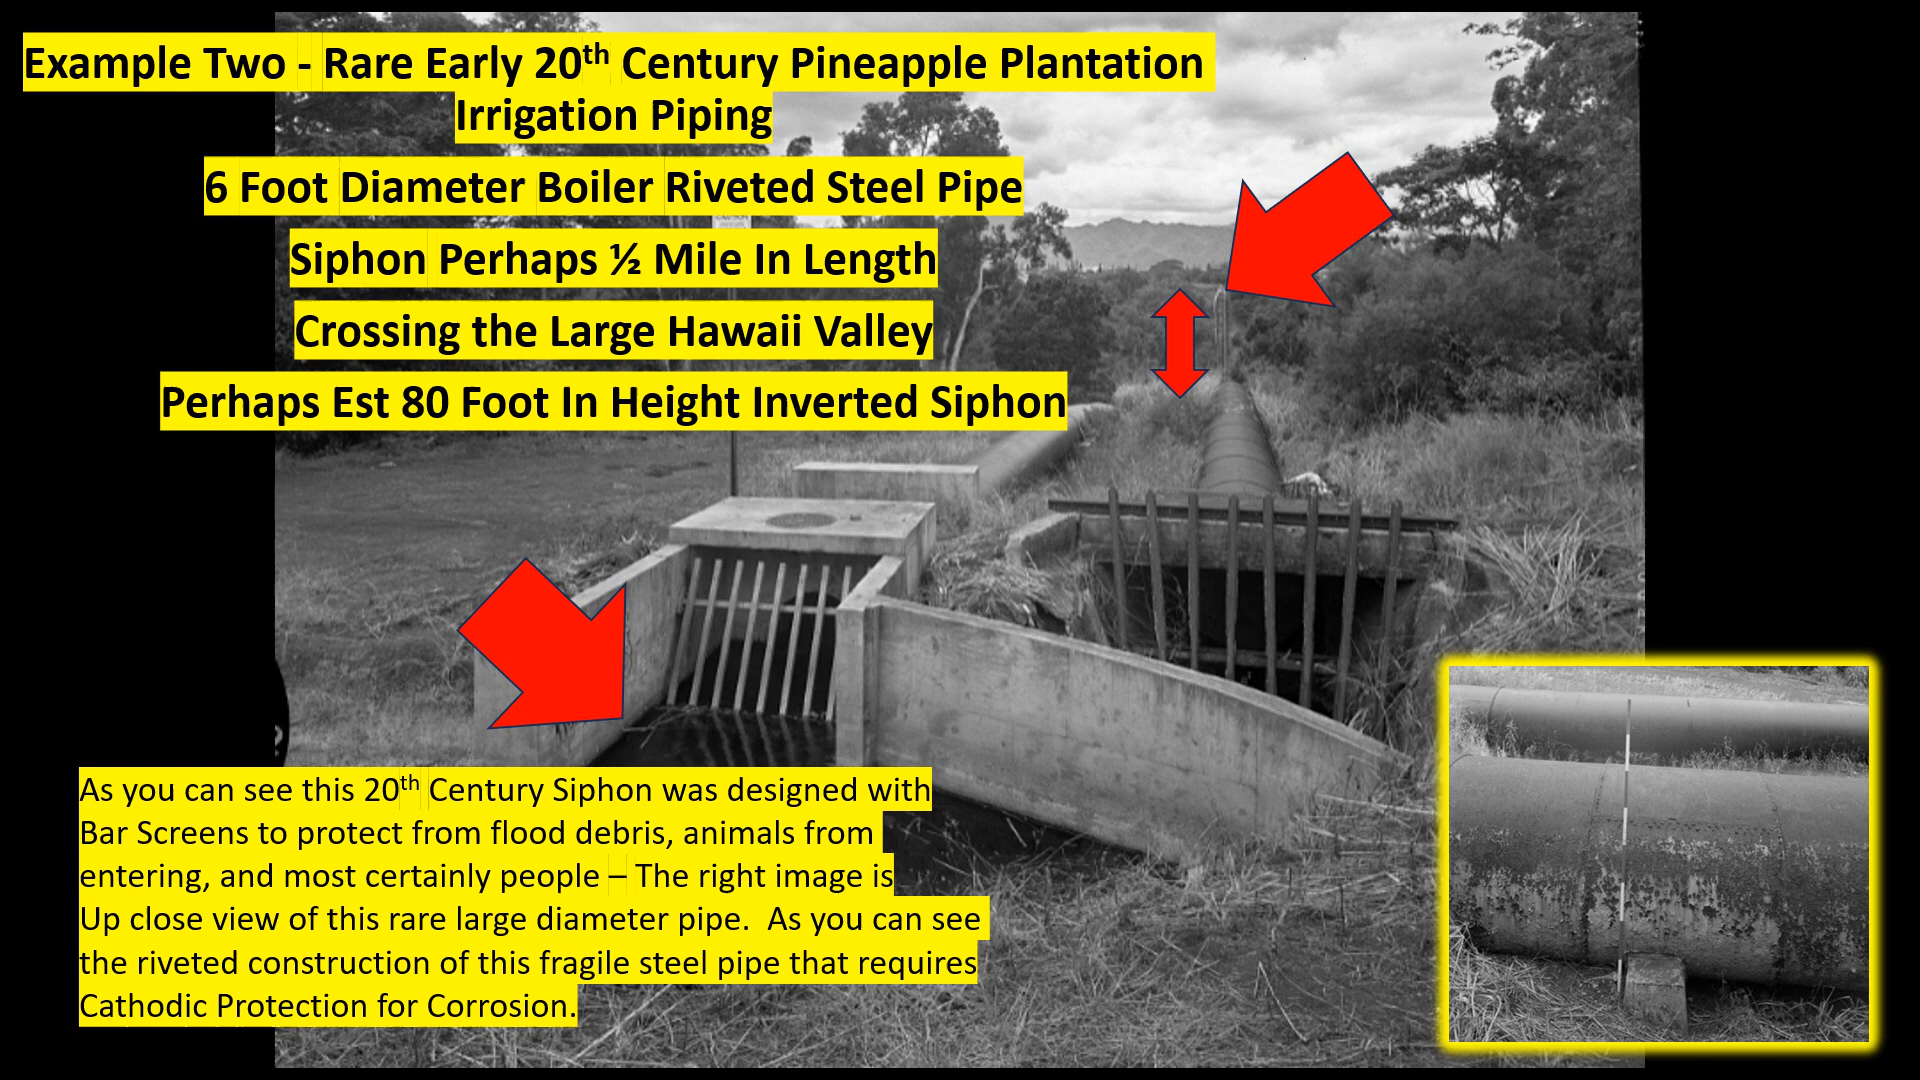 Example Two - Rare Early 20th Century Pineapple Plantation
Irrigation Piping
6 Foot Diameter Boiler Riveted Steel Pipe
Siphon Perhaps ½ Mile In Length
Crossing the Large Hawaii Valley
Perhaps Est 80 Foot In Height Inverted Siphon
As you can see this 20th Century Siphon was designed with
Bar Screens to protect from flood debris, animals from
entering, and most certainly people – The right image is
Up close view of this rare large diameter pipe.  As you can see
the riveted construction of this fragile steel pipe that requires
Cathodic Protection for Corrosion.